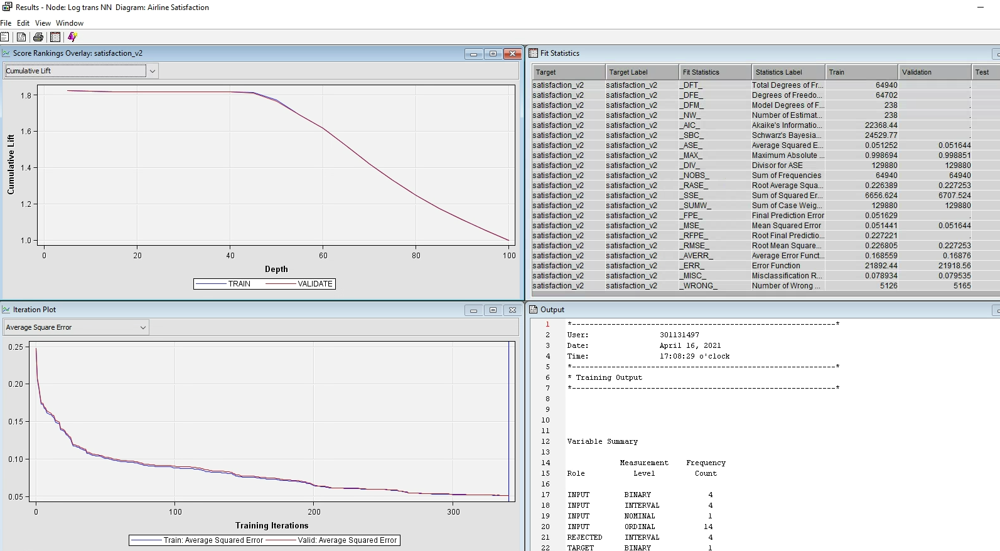 Results - Node: Log trans NN  Diagram: Airline Satisfaction
File Edit View Window
Score Rankings Overlay: satisfaction_v2
Cumulative Lift
1.8
1.6
1.4
1.2
1.0
Cumulative Lift
0 20 40 60 80 100
Depth
TRAIN VALIDATE
Fit Statistics
Target Target Label Fit Statistics Statistics Label Train Validation Test
satisfaction_v2 satisfaction_v2 _DFT_ Total Degrees of Fr... 64940 .
satisfaction_v2 satisfaction_v2 _DFE_ Degrees of Freedo... 64702 .
satisfaction_v2 satisfaction_v2 _DFM_ Model Degrees of F... 238 .
satisfaction_v2 satisfaction_v2 _NW_ Number of Estimat... 238 .
satisfaction_v2 satisfaction_v2 _AIC_ Akaike's Informatio... 22368.44 .
satisfaction_v2 satisfaction_v2 _SBC_ Schwarz's Bayesia... 24529.77 .
satisfaction_v2 satisfaction_v2 _ASE_ Average Squared E... 0.051252 0.051644
satisfaction_v2 satisfaction_v2 _MAX_ Maximum Absolute ... 0.998694 0.998851
satisfaction_v2 satisfaction_v2 _DIV_ Divisor for ASE 129880 129880
satisfaction_v2 satisfaction_v2 _NOBS_ Sum of Frequencies 64940 64940
satisfaction_v2 satisfaction_v2 _RASE_ Root Average Squa... 0.226389 0.227253
satisfaction_v2 satisfaction_v2 _SSE_ Sum of Squared Er... 6656.624 6707.524
satisfaction_v2 satisfaction_v2 _SUMW_ Sum of Case Weig... 129880 129880
satisfaction_v2 satisfaction_v2 _FPE_ Final Prediction Error 0.051629 .
satisfaction_v2 satisfaction_v2 _MSE_ Mean Squared Error 0.051441 0.051644
satisfaction_v2 satisfaction_v2 _RFPE_ Root Final Predictio... 0.227221 .
satisfaction_v2 satisfaction_v2 _RMSE_ Root Mean Square... 0.226805 0.227253
satisfaction_v2 satisfaction_v2 _AVERR_ Average Error Funct... 0.168559 0.16876
satisfaction_v2 satisfaction_v2 _ERR_ Error Function 21892.44 21918.56
satisfaction_v2 satisfaction_v2 _MISC_ Misclassification R... 0.078934 0.079535
satisfaction_v2 satisfaction_v2 _WRONG_ Number of Wrong ... 5126 5165
Iteration Plot
Average Square Error
0.25
0.20
0.15
0.10
0.05
0 100 200 300
Training Iterations
Train: Average Squared Error Valid: Average Squared Error
Output
1 *------------------------------------------------------------*
2 User: 301131497
3 Date: April 16, 2021
4 Time: 17:08:29 o'clock
5 *------------------------------------------------------------*
6 * Training Output
7 *------------------------------------------------------------*
8
9
10
11
12 Variable Summary
13
14 Measurement Frequency
15 Role Level Count
16
17 INPUT BINARY 4
18 INPUT INTERVAL 4
19 INPUT NOMINAL 1
20 INPUT ORDINAL 14
21 REJECTED INTERVAL 4
22 TARGET BINARY 1